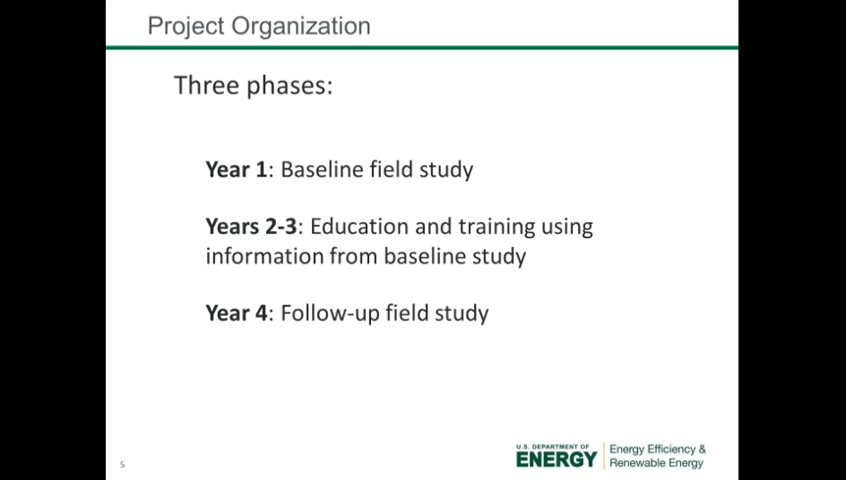 Project Organization
Three phases:
Year 1: Baseline field study
Years 2-3: Education and training using
information from baseline study
Year 4: Follow-up field study
5
U.S. DEPARTMENT OF
ENERGY
Energy Efficiency &
Renewable Energy